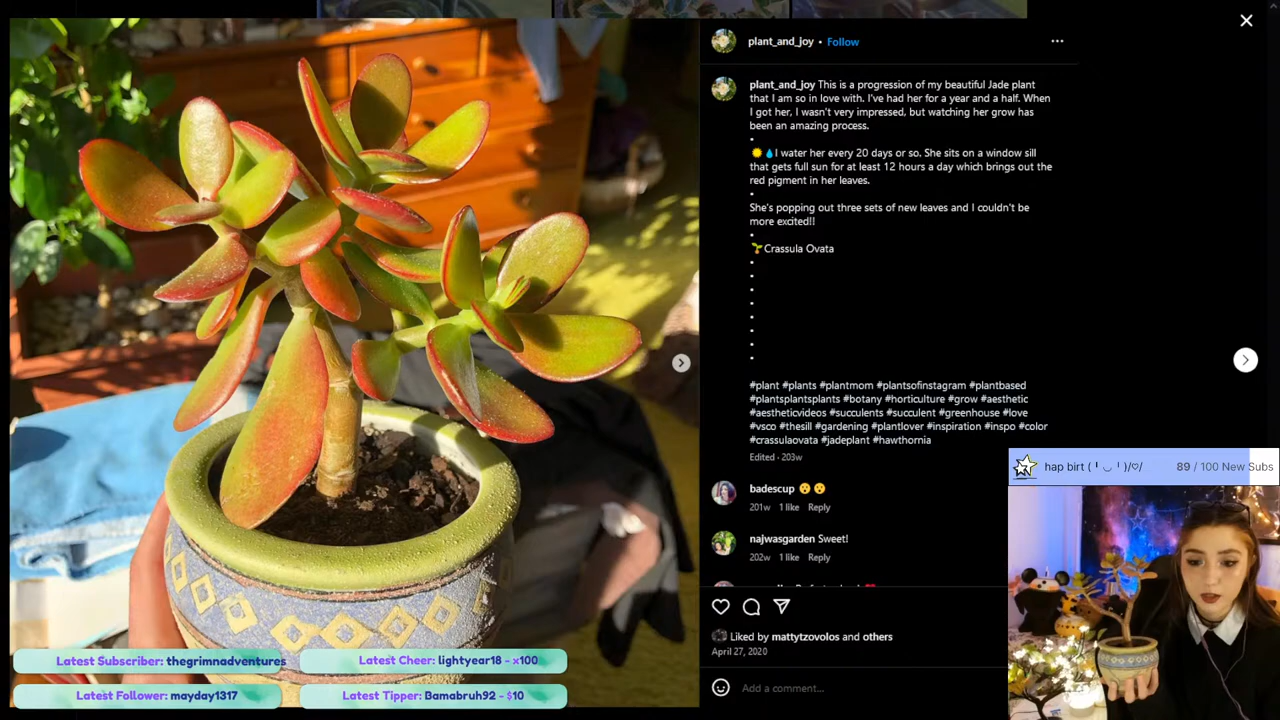 plant_and_joy • Follow
plant_and_joy This is a progression of my beautiful Jade plant
that I am so in love with. I've had her for a year and a half. When
I got her, I wasn't very impressed, but watching her grow has
been an amazing process.
•
☀️💧I water her every 20 days or so. She sits on a window sill
that gets full sun for at least 12 hours a day which brings out the
red pigment in her leaves.
•
She's popping out three sets of new leaves and I couldn't be
more excited!!
•
🌱Crassula Ovata
•
•
•
•
•
•
•
•
#plant #plants #plantmom #plantsofinstagram #plantbased
#plantsplantsplants #botany #horticulture #grow #aesthetic
#aestheticvideos #succulents #succulent #greenhouse #love
#vsco #thesill #gardening #plantlover #inspiration #inspo #color
#crassulaovata #jadeplant #hawthornia
Edited · 203w
badescup 😮😮
201w 1 like Reply
najwasgarden Sweet!
202w 1 like Reply
Liked by mattytzovolos and others
April 27, 2020
Add a comment...
hap birt ( ╹◡╹)/♡/ 89 / 100 New Subs
Latest Subscriber: thegrimnadventures
Latest Cheer: lightyear18 - x100
Latest Follower: mayday1317
Latest Tipper: Bamabruh92 - $10